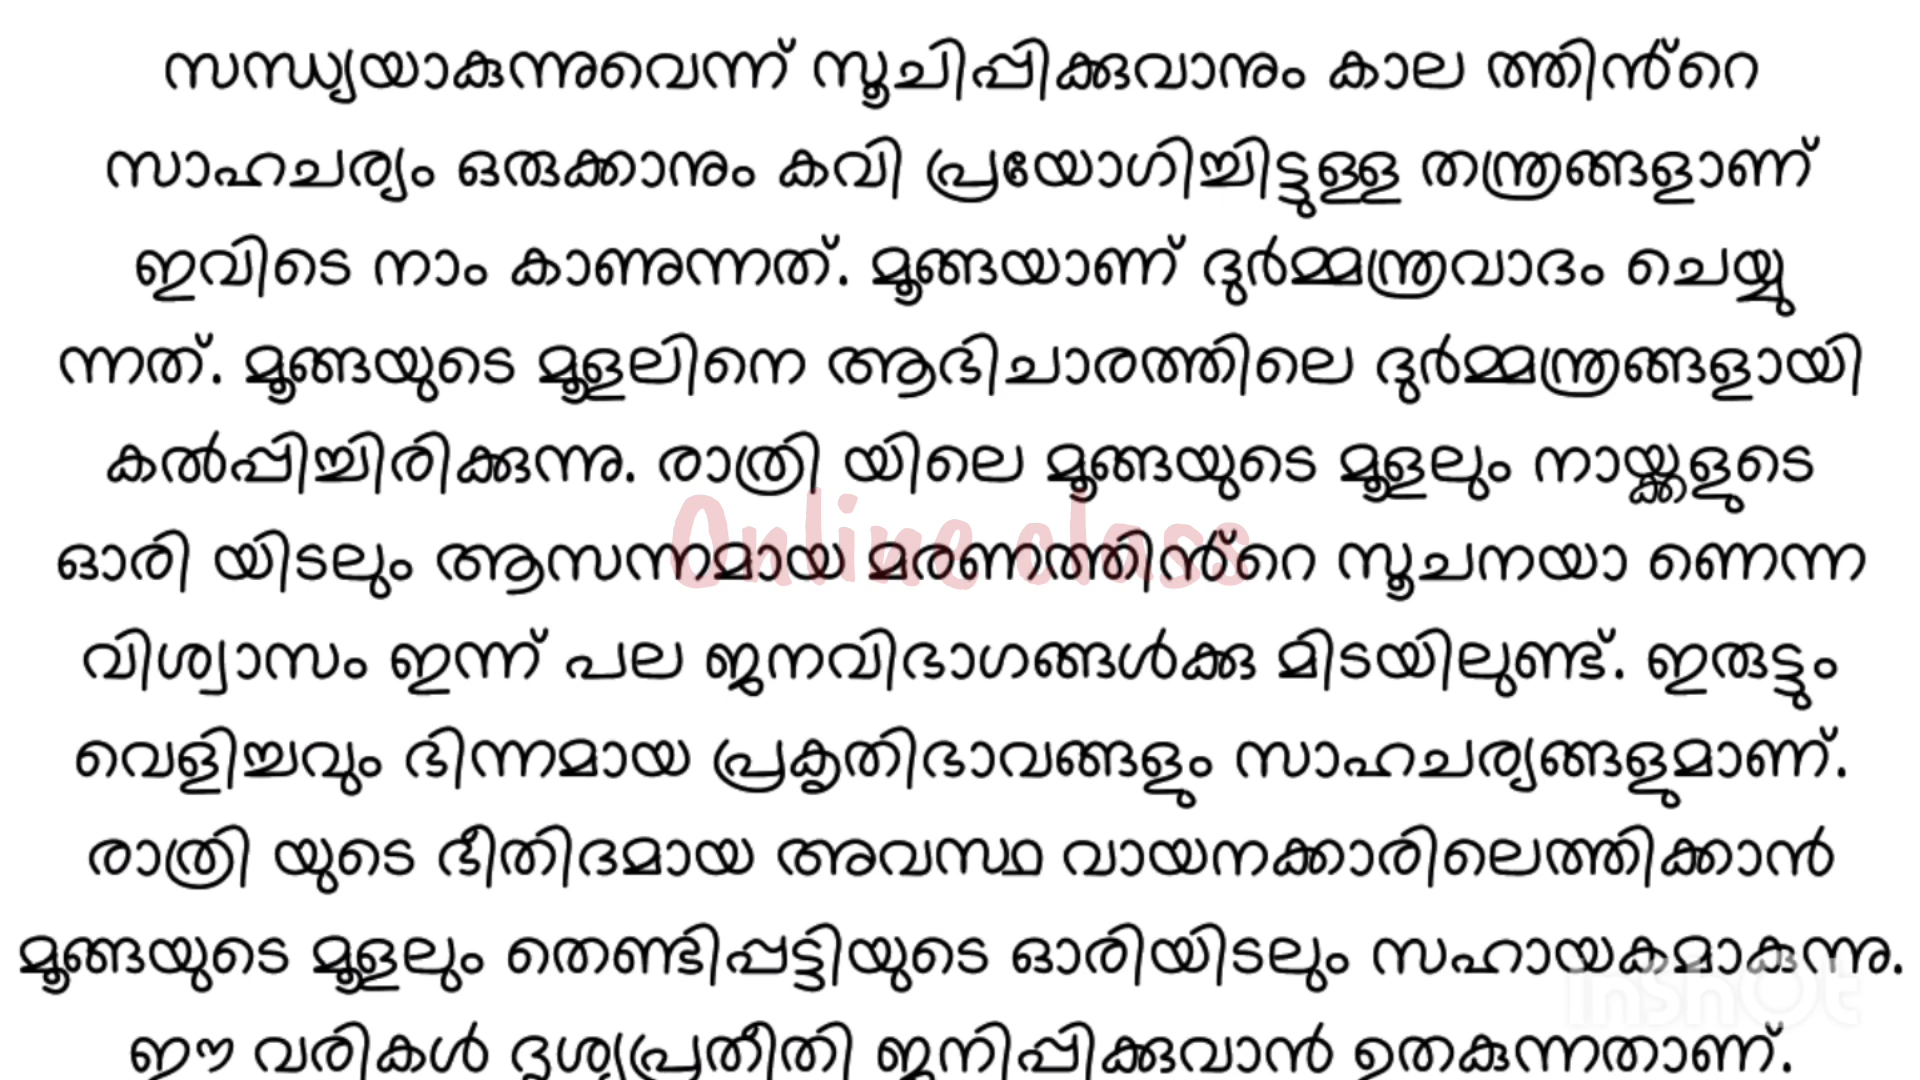 സന്ധ്യയാകുന്നുവെന്ന് സൂചിപ്പിക്കുവാനും കാല ത്തിൻ്റെ
സാഹചര്യം ഒരുക്കാനും കവി പ്രയോഗിച്ചിട്ടുള്ള തന്ത്രങ്ങളാണ്
ഇവിടെ നാം കാണുന്നത്. മൂങ്ങയാണ് ദുർമ്മന്ത്രവാദം ചെയ്യു
ന്നത്. മൂങ്ങയുടെ മൂളലിനെ ആഭിചാരത്തിലെ ദുർമ്മന്ത്രങ്ങളായി
കൽപ്പിച്ചിരിക്കുന്നു. രാത്രി യിലെ മൂങ്ങയുടെ മൂളലും നായ്ക്കളുടെ
Online class
ഓരി യിടലും ആസന്നമായ മരണത്തിൻ്റെ സൂചനയാ ണെന്ന
വിശ്വാസം ഇന്ന് പല ജനവിഭാഗങ്ങൾക്കു മിടയിലുണ്ട്. ഇരുട്ടും
വെളിച്ചവും ഭിന്നമായ പ്രകൃതിഭാവങ്ങളും സാഹചര്യങ്ങളുമാണ്.
രാത്രി യുടെ ഭീതിദമായ അവസ്ഥ വായനക്കാരിലെത്തിക്കാൻ
മൂങ്ങയുടെ മൂളലും തെണ്ടിപ്പട്ടിയുടെ ഓരിയിടലും സഹായകമാകുന്നു.
InShOt
ഈ വരികൾ ദൃശ്യപ്രതീതി ജനിപ്പിക്കുവാൻ ഉതകുന്നതാണ്.